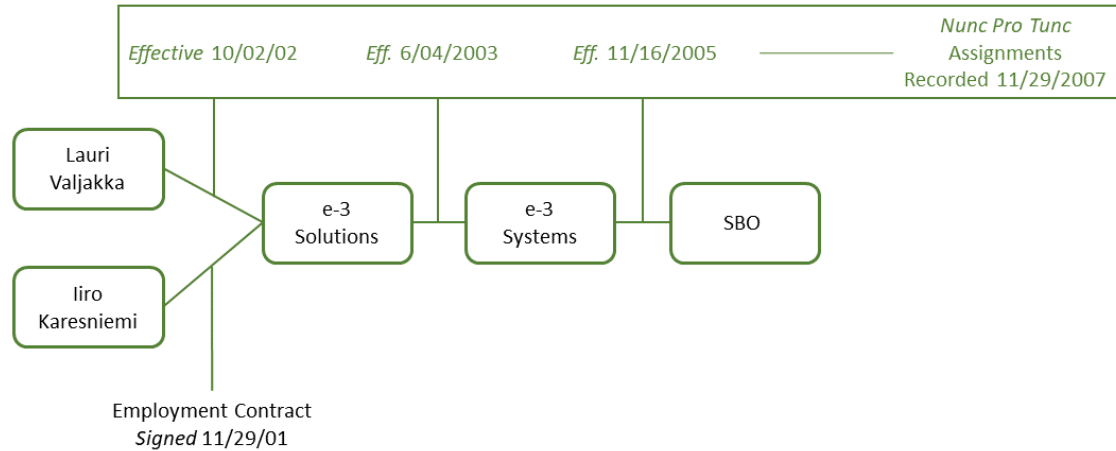 Effective 10/02/02
Eff. 6/04/2003
Eff. 11/16/2005
Nunc Pro Tunc
Assignments
Recorded 11/29/2007
Lauri
Valjakka
e-3
Solutions
e-3
Systems
SBO
Iiro
Karesniemi
Employment Contract
Signed 11/29/01